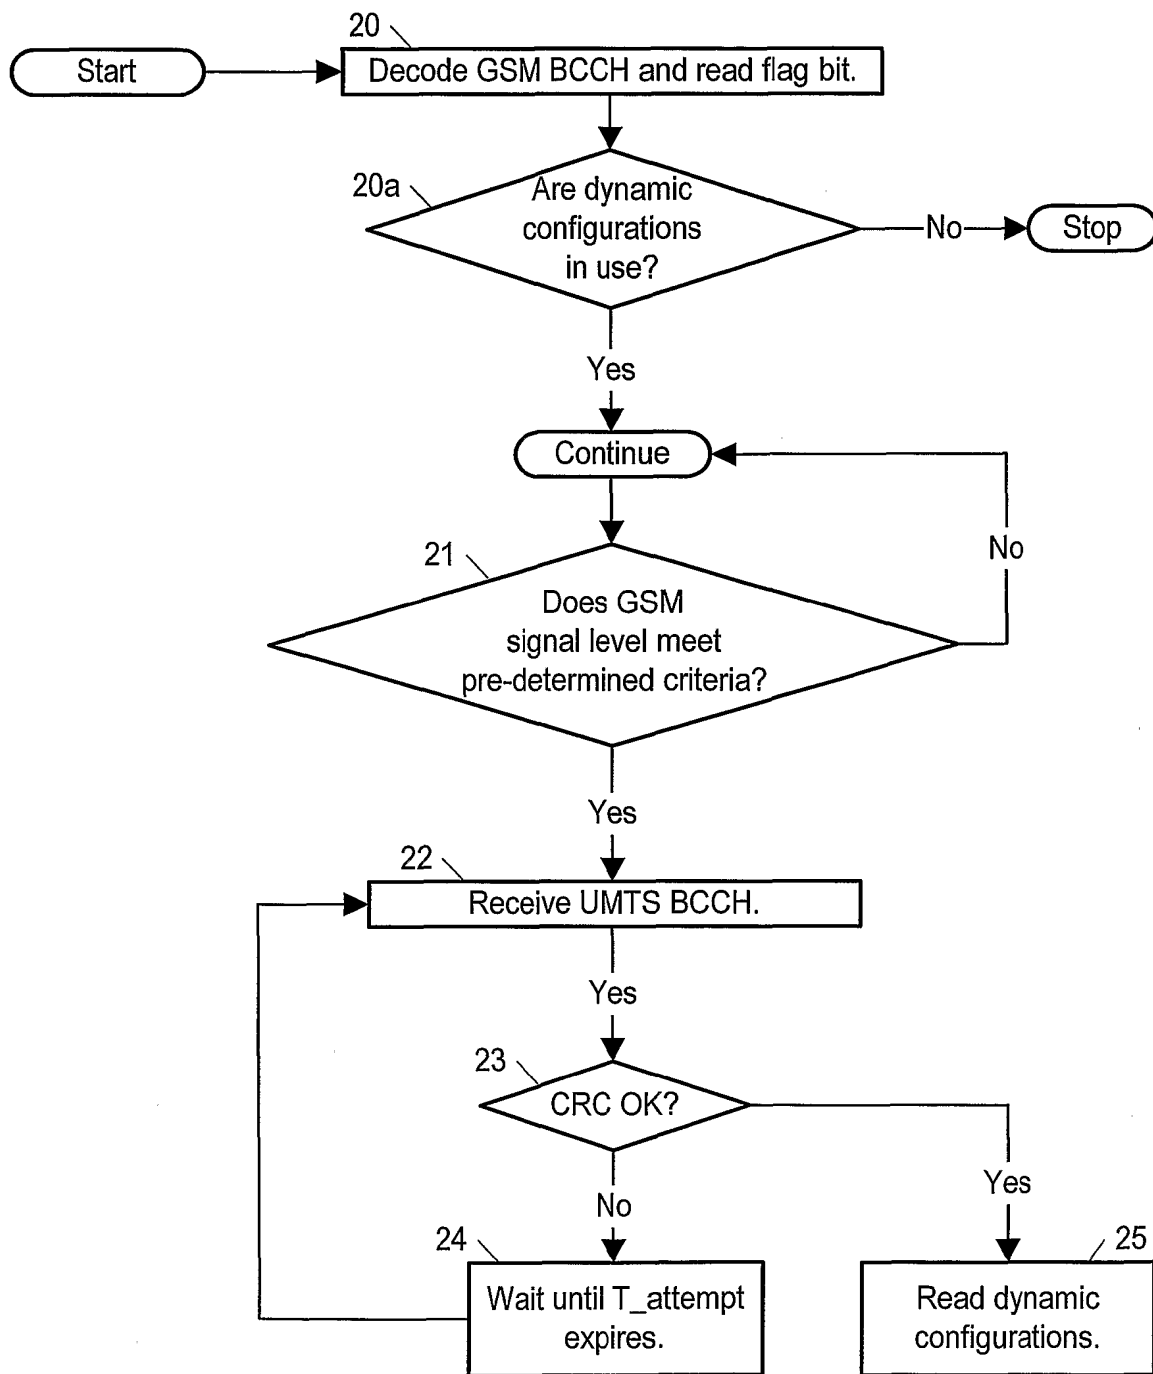 20
Start
Decode GSM BCCH and read flag bit.
20a
Are dynamic
configurations
in use?
No
Stop
Yes
Continue
No
21
Does GSM
signal level meet
pre-determined criteria?
Yes
22
Receive UMTS BCCH.
Yes
23
CRC OK?
No
Yes
24
25
Wait until T_attempt
expires.
Read dynamic
configurations.